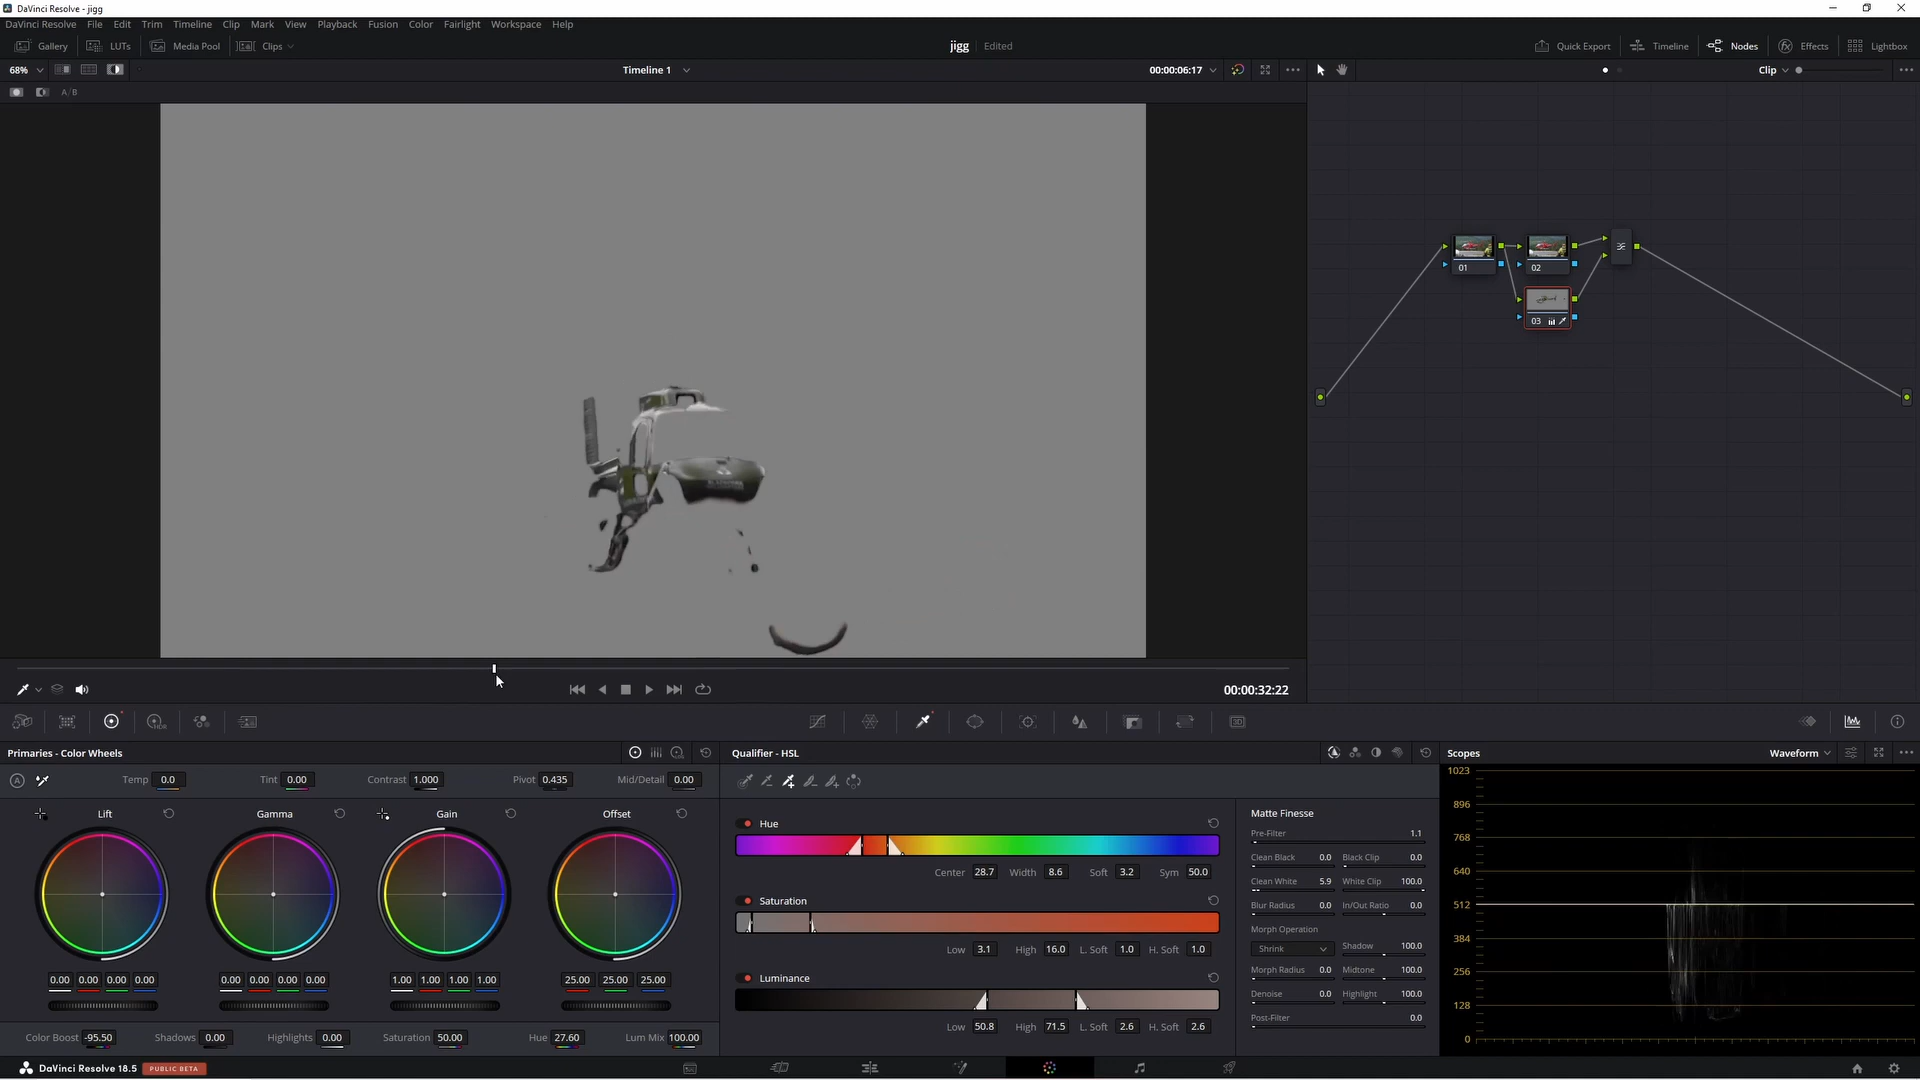 DaVinci Resolve - jigg
DaVinci Resolve File Edit Trim Timeline Clip Mark View Playback Fusion Color Fairlight Workspace Help
Gallery LUTs Media Pool Clips jigg Edited Quick Export Timeline Nodes Effects Lightbox
68% Timeline 1 00:00:06:17 Clip
A/B
01 02
03
00:00:32:22
HDR
Primaries - Color Wheels
Temp 0.0 Tint 0.00 Contrast 1.000 Pivot 0.435 Mid/Detail 0.00
Lift Gamma Gain Offset
0.00 0.00 0.00 0.00 0.00 0.00 0.00 0.00 1.00 1.00 1.00 1.00 25.00 25.00 25.00
Color Boost -95.50 Shadows 0.00 Highlights 0.00 Saturation 50.00 Hue 27.60 Lum Mix 100.00
Qualifier - HSL
Hue
Center 28.7 Width 8.6 Soft 3.2 Sym 50.0
Saturation
Low 3.1 High 16.0 L. Soft 1.0 H. Soft 1.0
Luminance
Low 50.8 High 71.5 L. Soft 2.6 H. Soft 2.6
Matte Finesse
Pre-Filter 1.1
Clean Black 0.0 Black Clip 0.0
Clean White 5.9 White Clip 100.0
Blur Radius 0.0 In/Out Ratio 0.0
Morph Operation
Shrink Shadow 100.0
Morph Radius 0.0 Midtone 100.0
Denoise 0.0 Highlight 100.0
Post-Filter 0.0
Scopes Waveform
1023
896
768
640
512
384
256
128
0
DaVinci Resolve 18.5 PUBLIC BETA